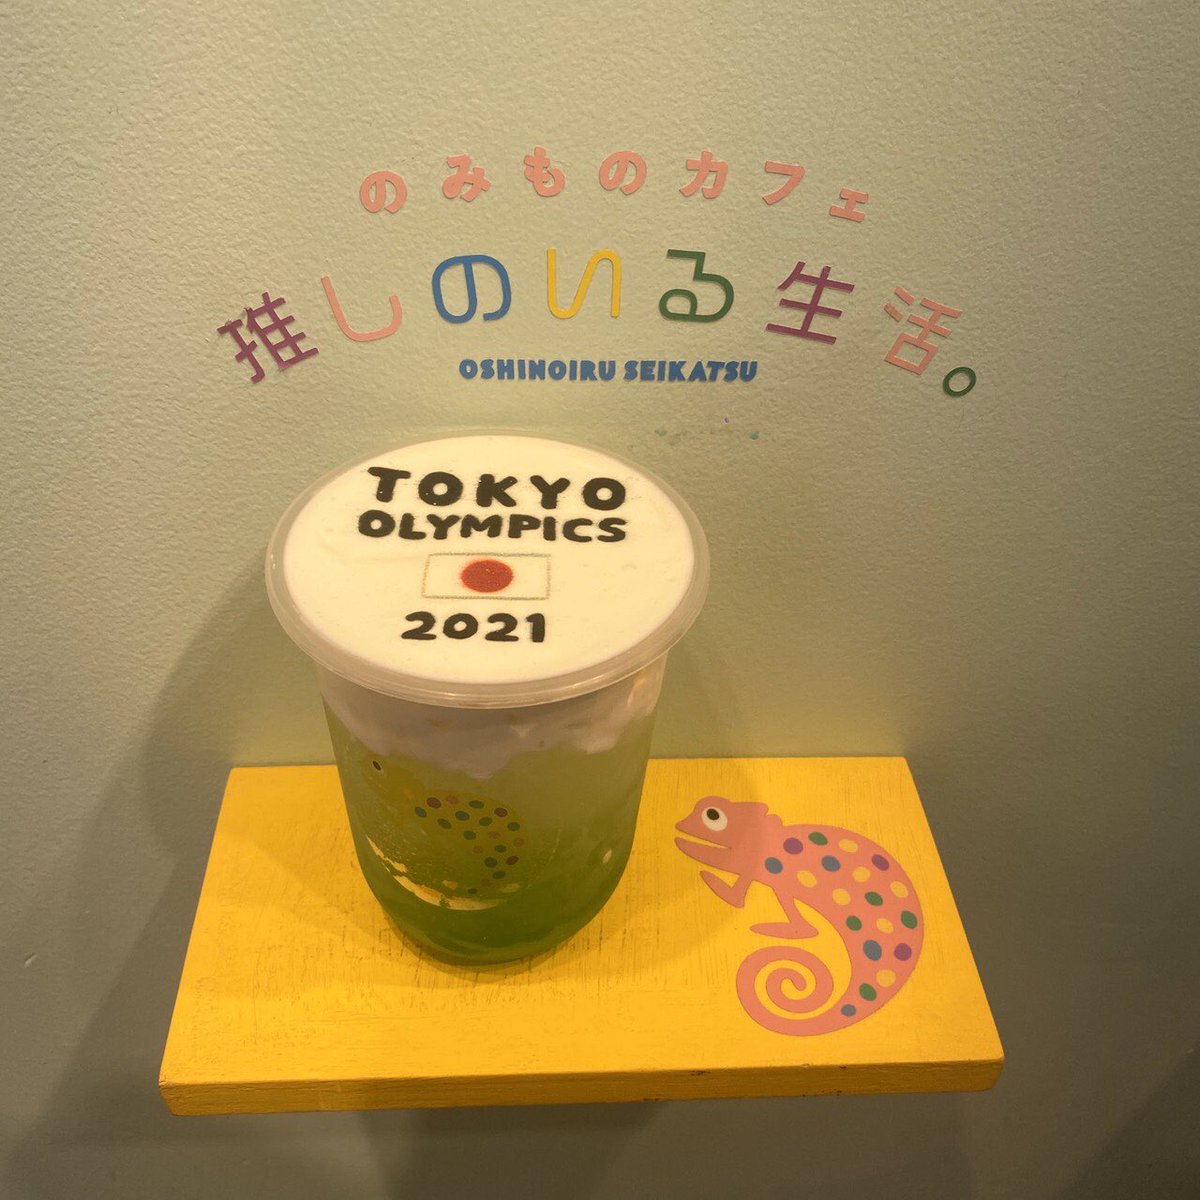 のみものカフェ
推しのいる生活。
OSHINOIRU SEIKATSU
TOKYO
OLYMPICS
2021